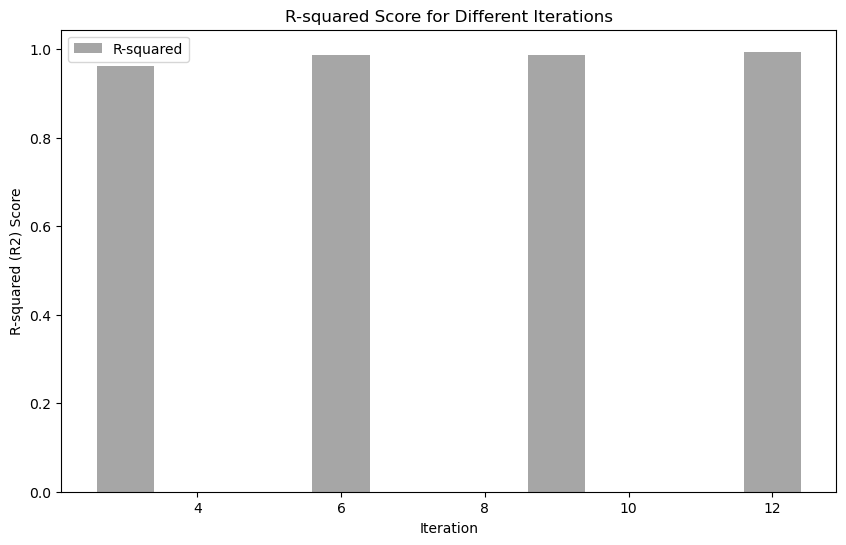 R-squared Score for Different Iterations
R-squared
1.0
0.8
0.6
0.4
0.2
0.0
R-squared (R2) Score
4 6 8 10 12
Iteration